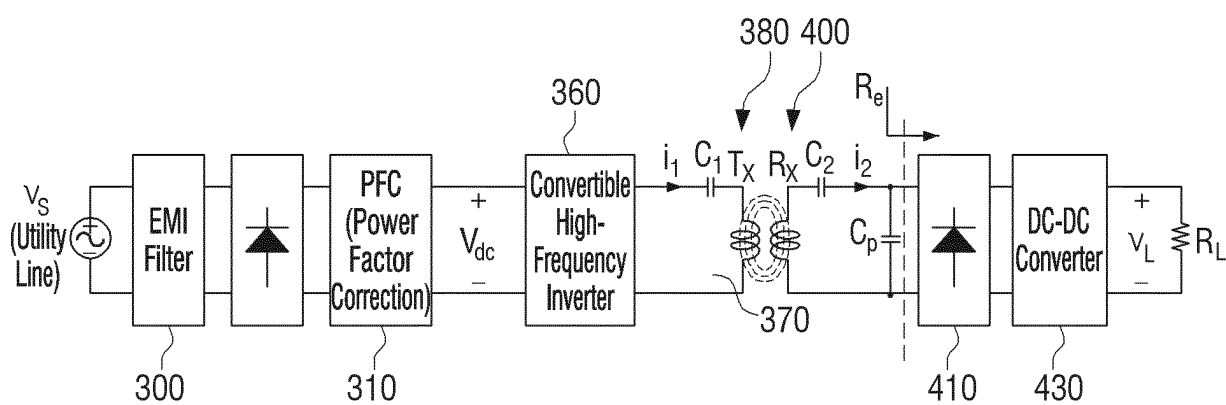 380 400
360
R_e
i_1 C_1 T_X R_X C_2 i_2
V_S
(Utility
Line)
+
−
EMI
Filter
PFC
(Power
Factor
Correction)
+
V_dc
−
Convertible
High-
Frequency
Inverter
370
C_p
DC-DC
Converter
+
V_L
−
R_L
300 310 410 430